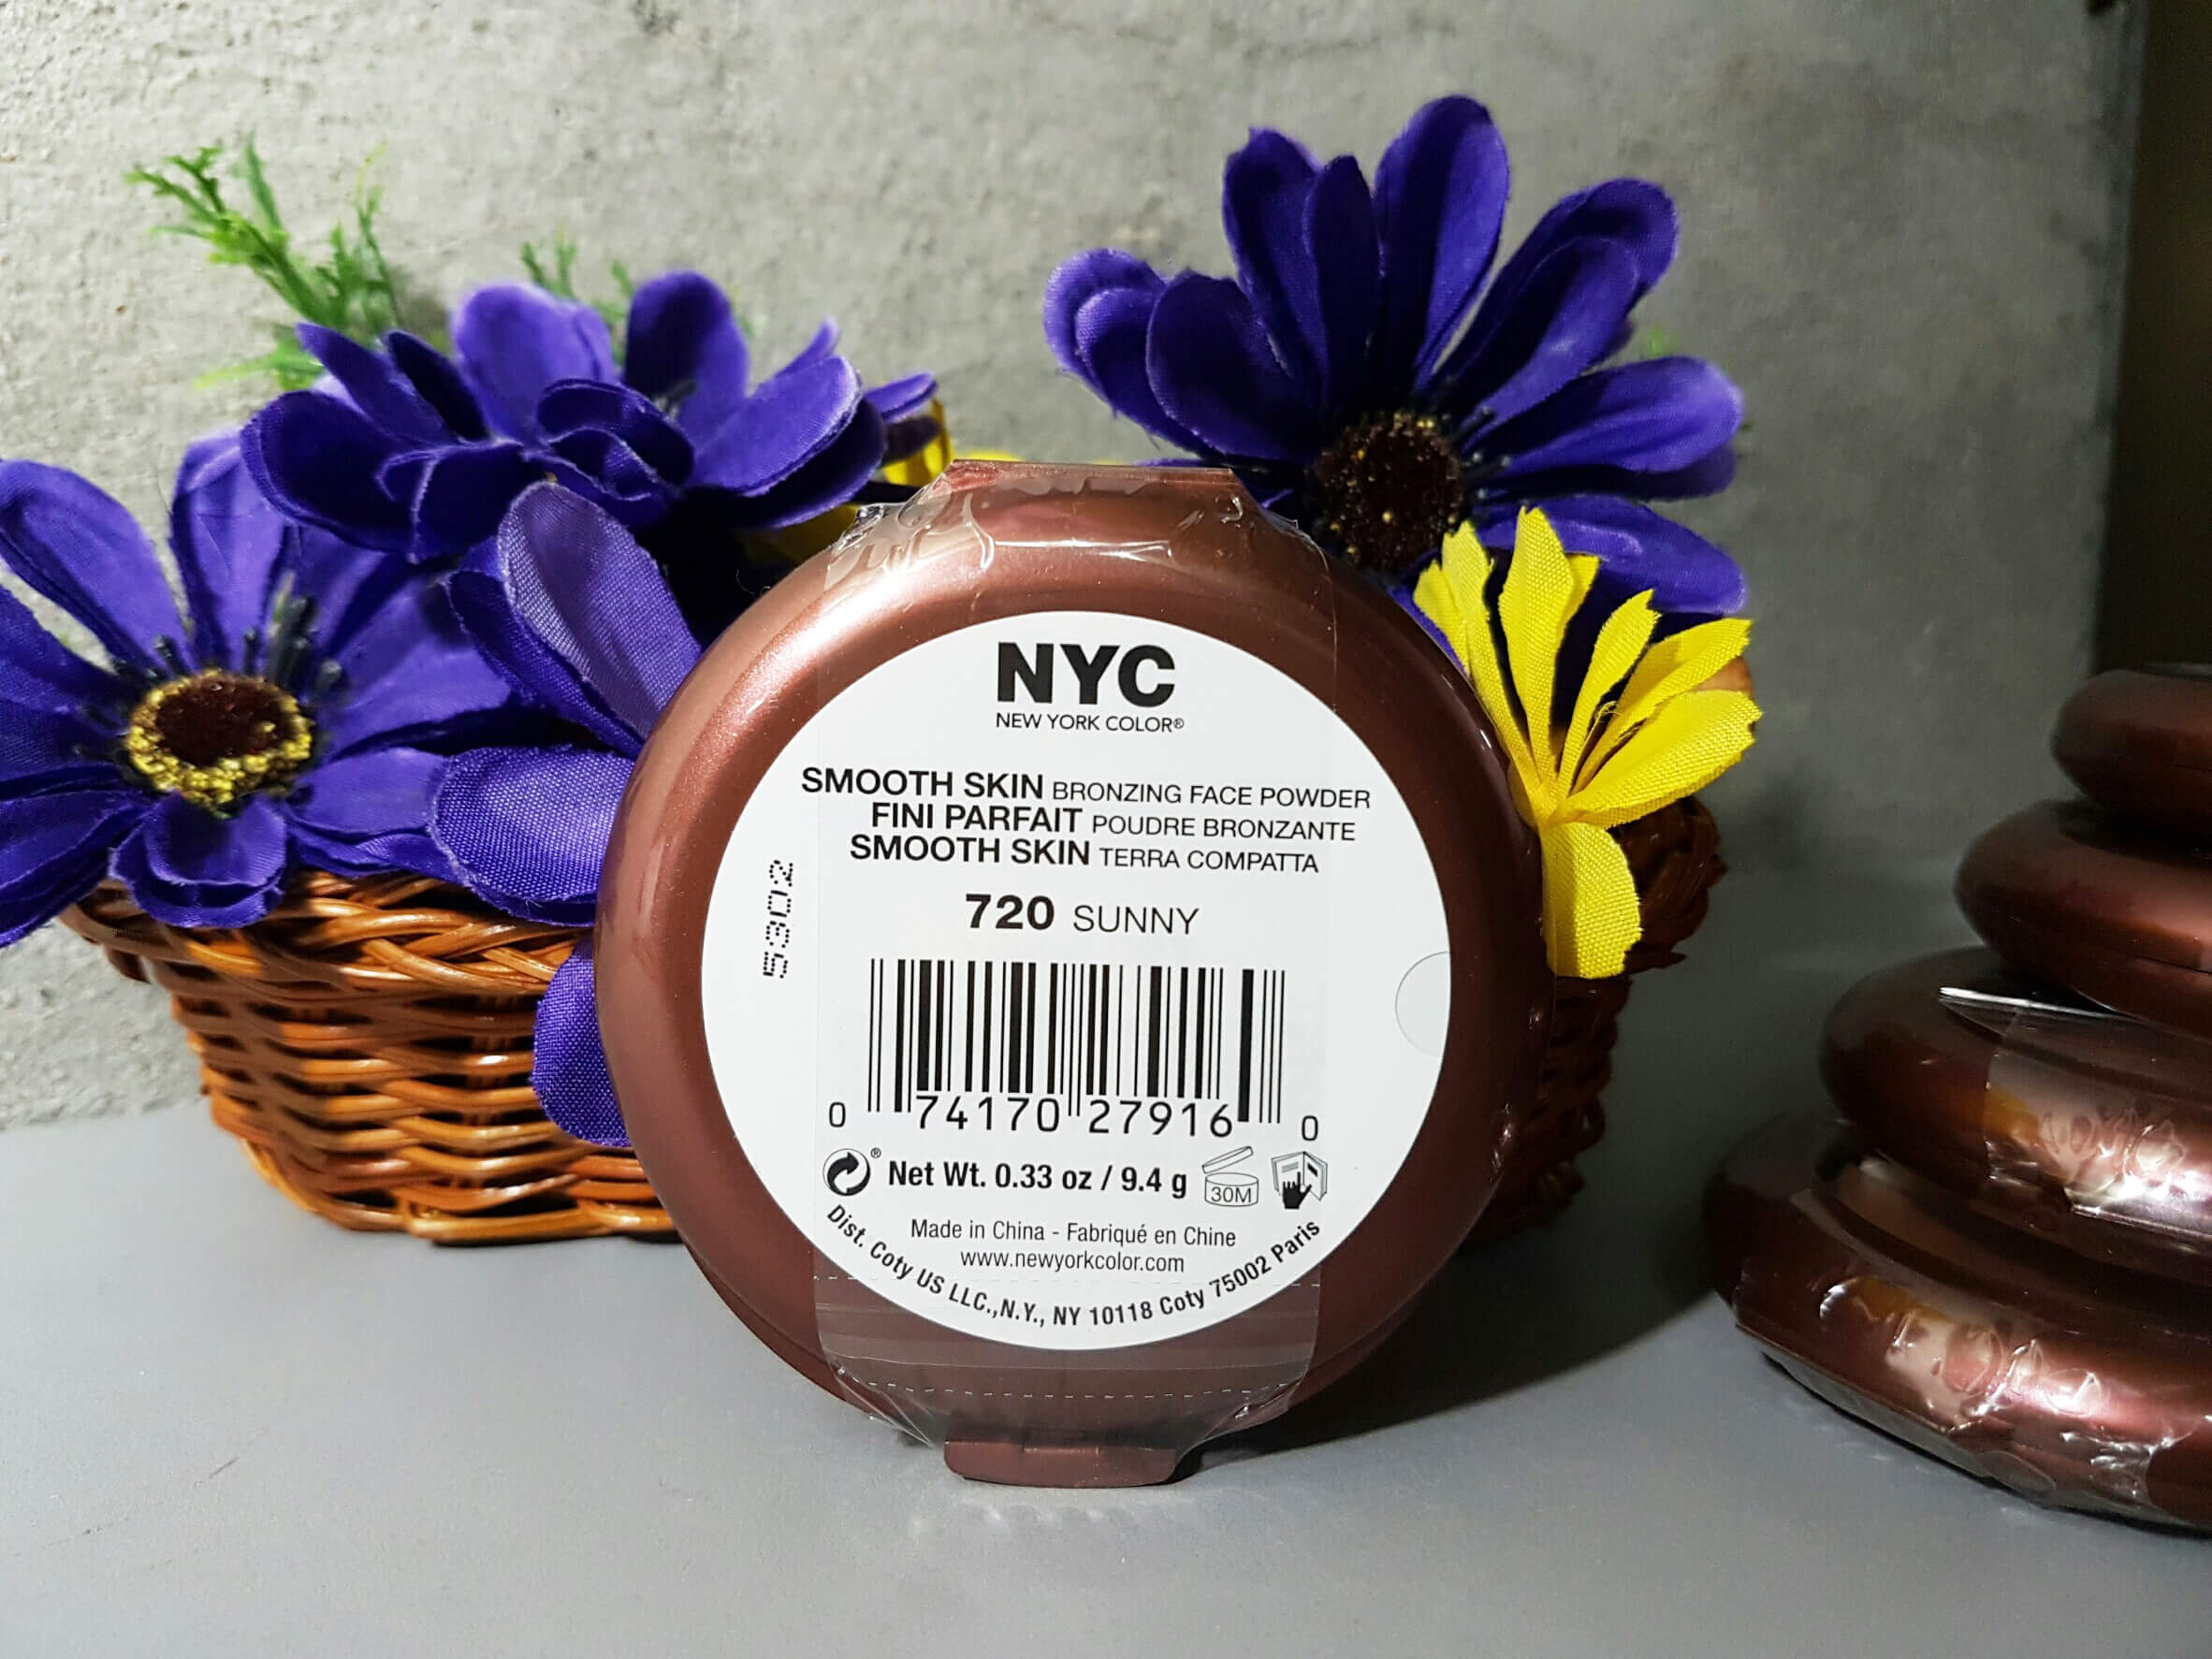 NYC
NEW YORK COLOR®
SMOOTH SKIN BRONZING FACE POWDER
FINI PARFAIT POUDRE BRONZANTE
SMOOTH SKIN TERRA COMPATTA
720 SUNNY
5302
0 74170 27916 0
® Net Wt. 0.33 oz / 9.4 g 30M
Made in China - Fabriqué en Chine
www.newyorkcolor.com
Dist. Coty US LLC.,N.Y., NY 10118 Coty 75002 Paris